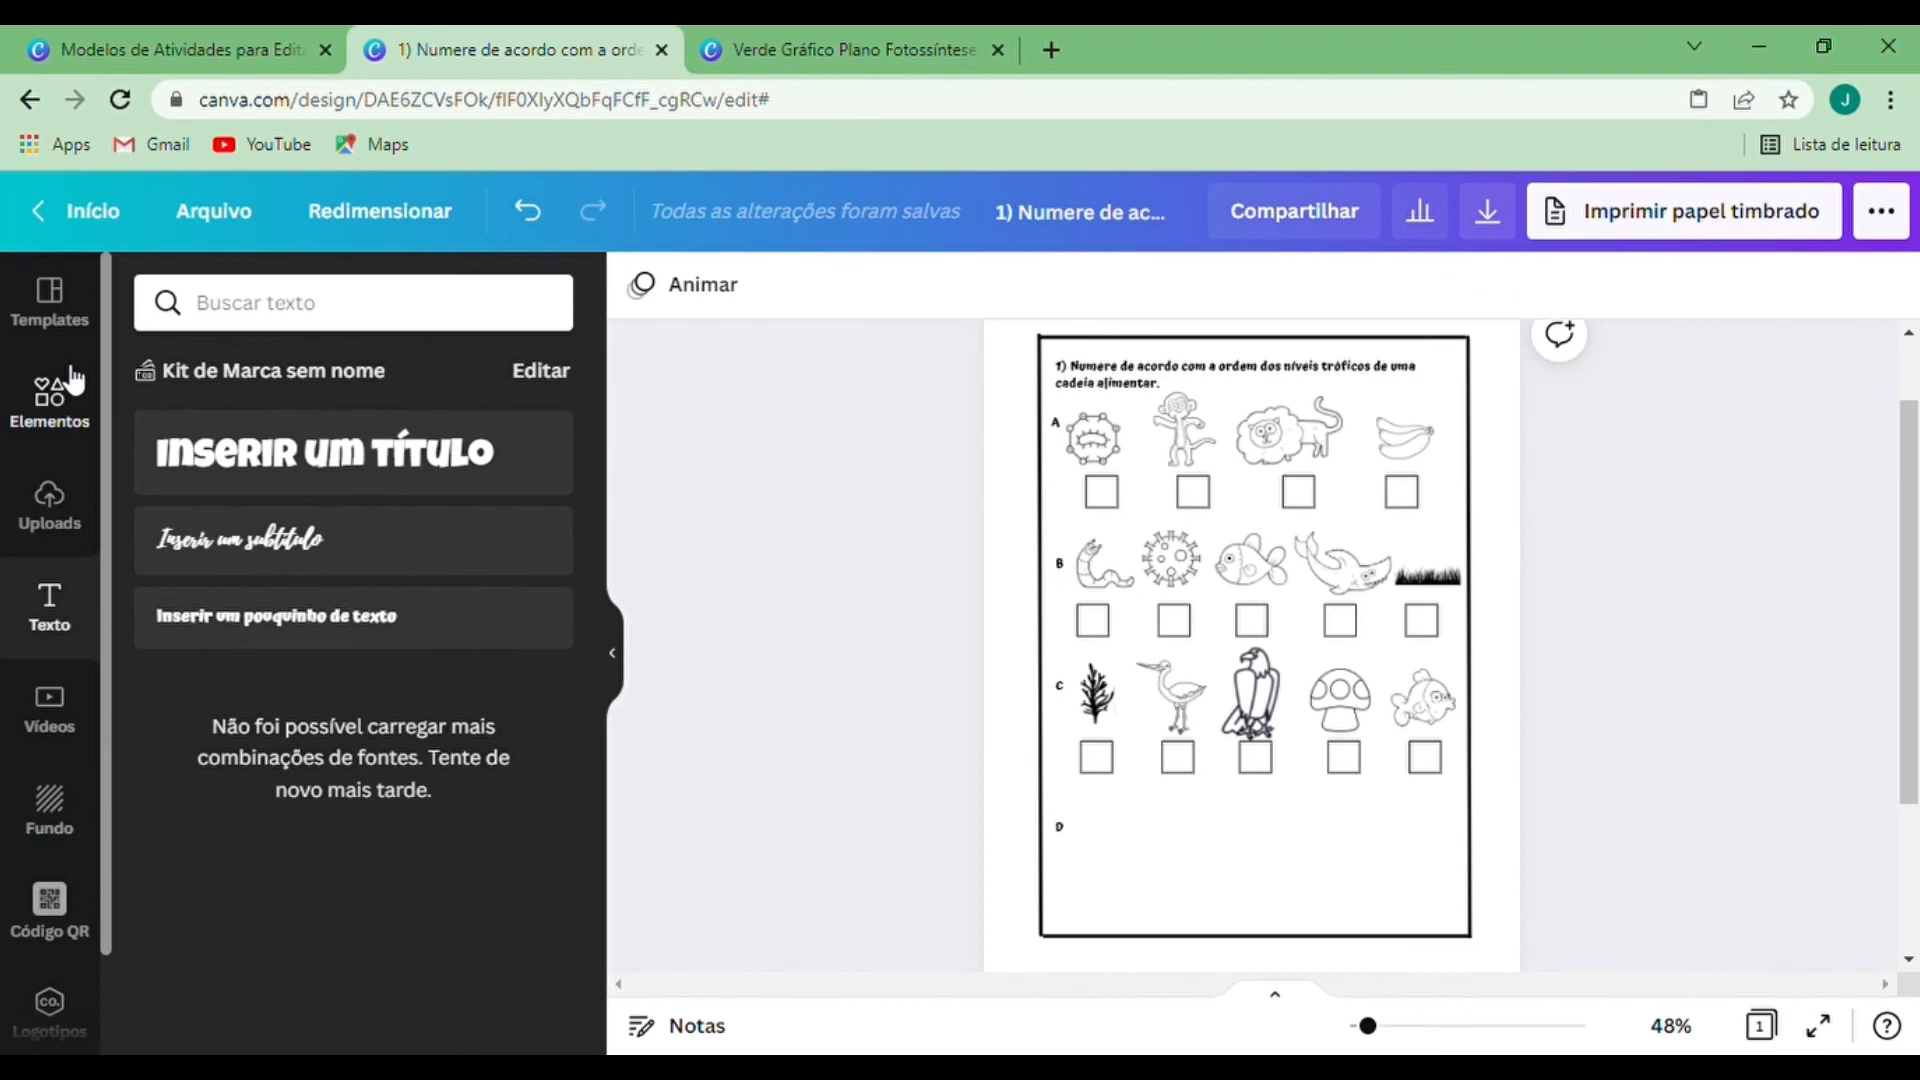 Modelos de Atividades para Edita
1) Numere de acordo com a orde
Verde Gráfico Plano Fotossíntese
canva.com/design/DAE6ZCVsFOk/fIF0XIyXQbFqFCfF_cgRCw/edit#
J
Apps
Gmail
YouTube
Maps
Lista de leitura
Início
Arquivo
Redimensionar
Todas as alterações foram salvas
1) Numere de ac...
Compartilhar
Imprimir papel timbrado
Templates
Elementos
Uploads
Texto
Vídeos
Fundo
Código QR
co.
Logotipos
Buscar texto
Kit de Marca sem nome
Editar
Inserir um título
Inserir um subtítulo
Inserir um pouquinho de texto
Não foi possível carregar mais
combinações de fontes. Tente de
novo mais tarde.
Animar
1) Numere de acordo com a ordem dos níveis tróficos de uma
cadeia alimentar.
A
B
C
D
Notas
48%
1